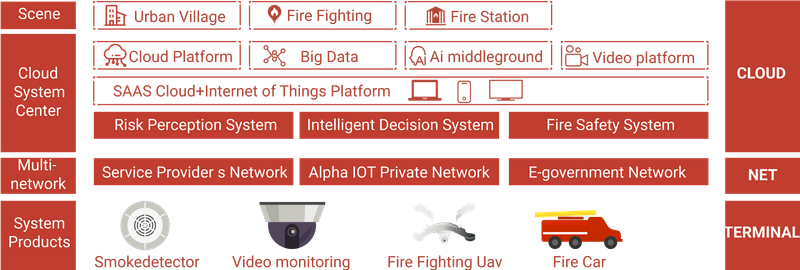 Scene
Urban Village
Fire Fighting
Fire Station
Cloud
System
Center
Cloud Platform
Big Data
AI
Ai middleground
Video platform
CLOUD
SAAS Cloud+Internet of Things Platform
Risk Perception System
Intelligent Decision System
Fire Safety System
Multi-
network
Service Provider s Network
Alpha IOT Private Network
E-government Network
NET
System
Products
Smokedetector
Video monitoring
Fire Fighting Uav
Fire Car
TERMINAL